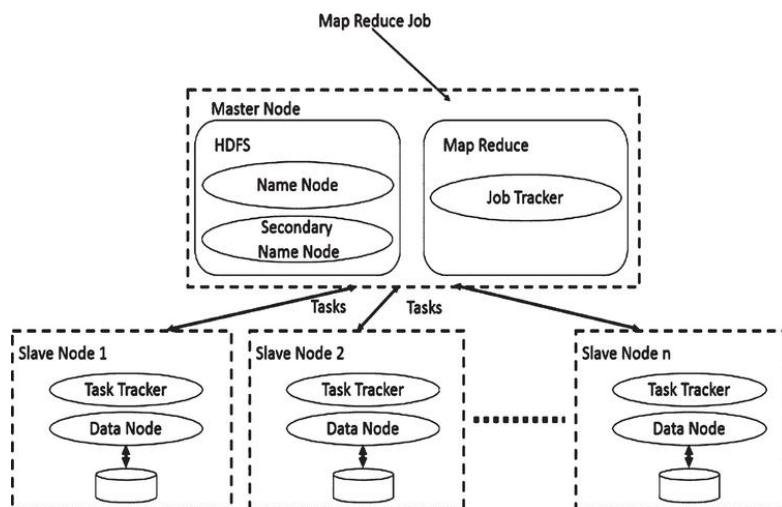 Map Reduce Job
Master Node
HDFS
Map Reduce
Name Node
Job Tracker
Secondary
Name Node
Tasks
Tasks
Slave Node 1
Slave Node 2
Slave Node n
Task Tracker
Task Tracker
Task Tracker
Data Node
Data Node
Data Node